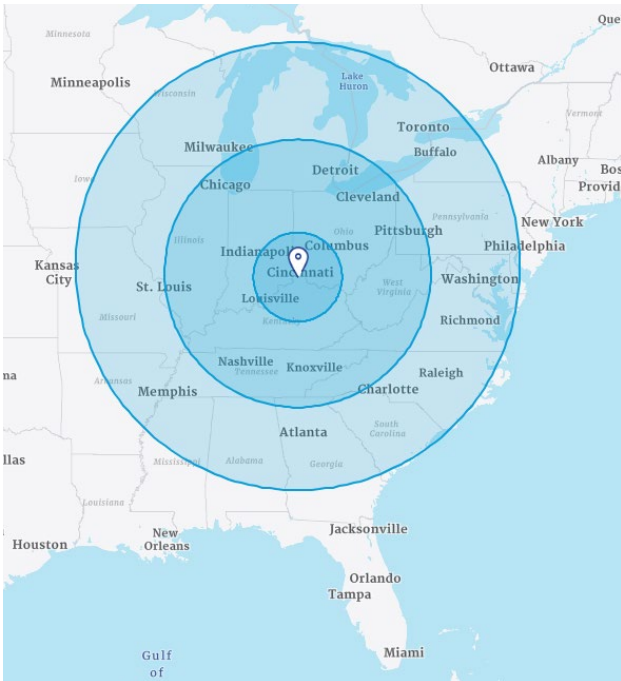 Minnesota
Que
Minneapolis
Ottawa
Lake
Huron
Wisconsin
Vermont
Toronto
Milwaukee
Buffalo
Albany
Bos
Detroit
Iowa
Chicago
Provid
Cleveland
Pennsylvania
New York
Pittsburgh
Ohio
Illinois
Indianapoli
Columbus
Philadelphia
Kansas
City
Cincinnati
Washington
St. Louis
West
Virginia
Louisville
Missouri
Kentucky
Richmond
Nashville
Knoxville
Tennessee
Raleigh
na
Arkansas
Memphis
Charlotte
South
Carolina
Atlanta
llas
Mississippi
Alabama
Georgia
Louisiana
Jacksonville
New
Orleans
Houston
Orlando
Tampa
Miami
Gulf
of